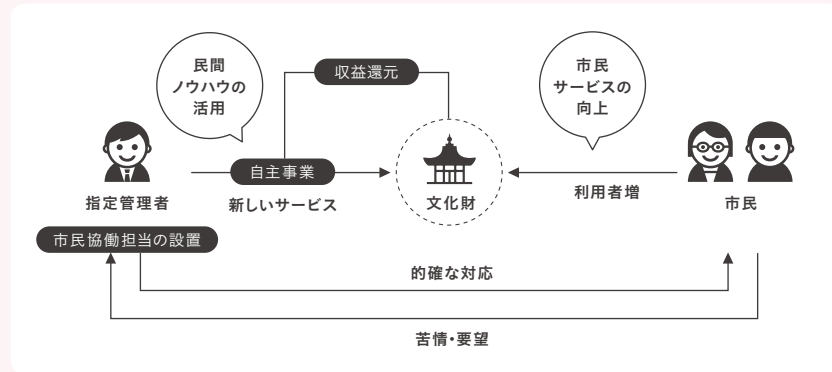 民間
ノウハウの
活用
収益還元
市民
サービスの
向上
自主事業
新しいサービス
指定管理者
文化財
利用者増
市民
市民協働担当の設置
的確な対応
苦情・要望